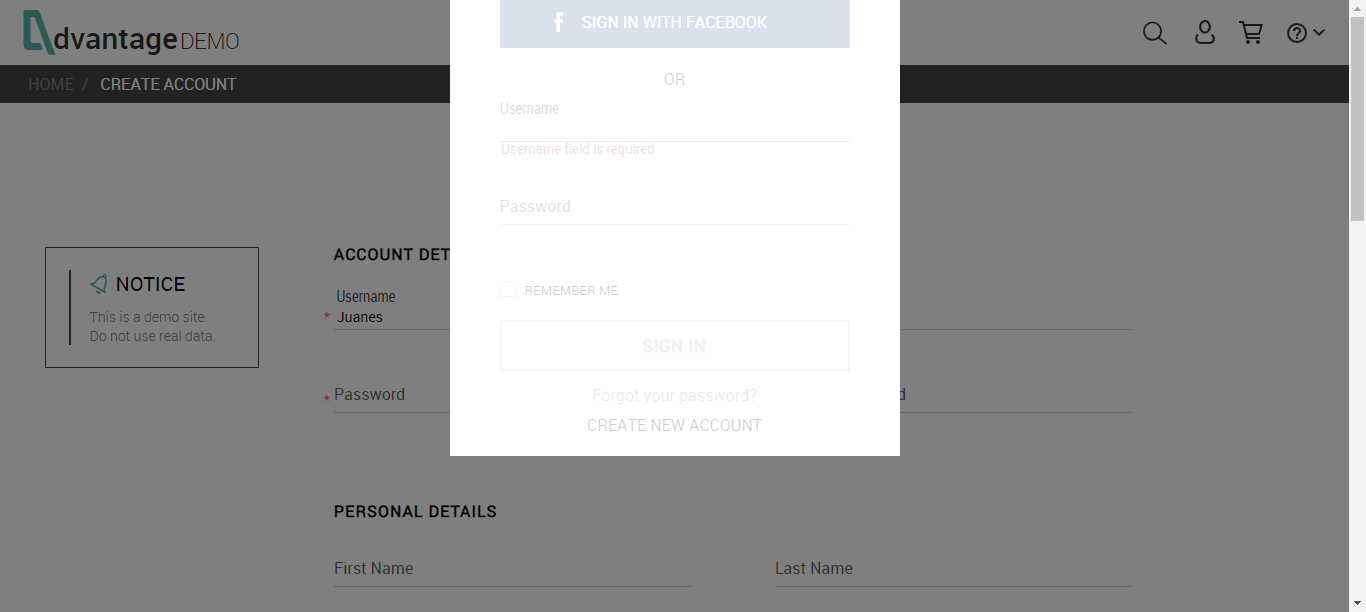 dvantage DEMO
HOME / CREATE ACCOUNT
f SIGN IN WITH FACEBOOK
OR
Username
Username field is required
Password
REMEMBER ME
SIGN IN
Forgot your password?
CREATE NEW ACCOUNT
NOTICE
This is a demo site.
Do not use real data.
ACCOUNT DET
Username
* Juanes
* Password
d
PERSONAL DETAILS
First Name
Last Name